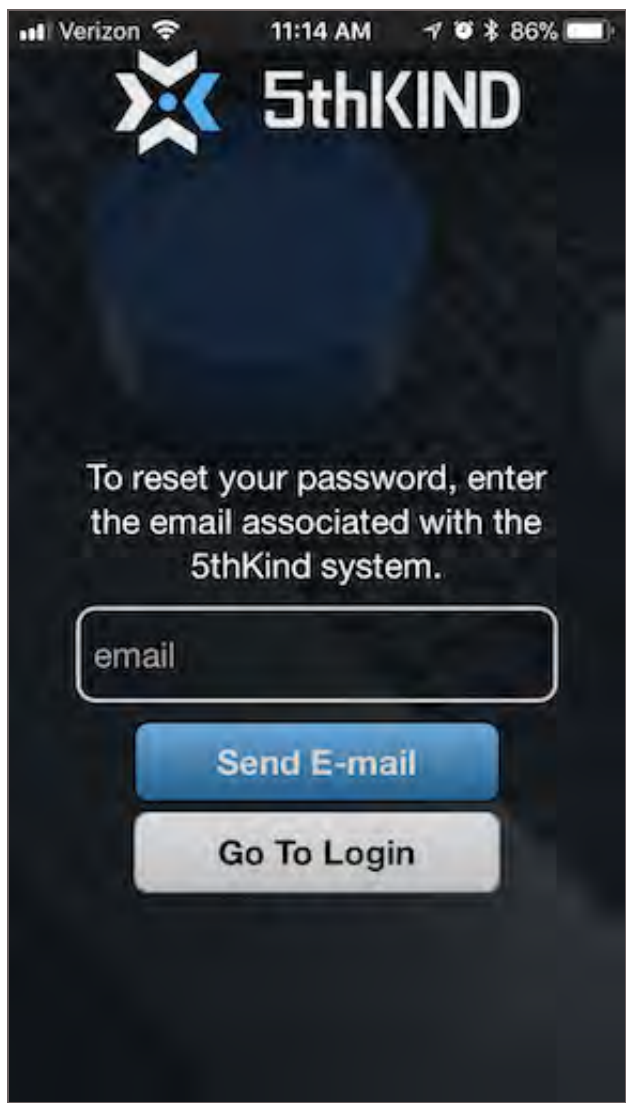 Verizon 11:14 AM 86%
5thKIND
To reset your password, enter
the email associated with the
5thKind system.
email
Send E-mail
Go To Login